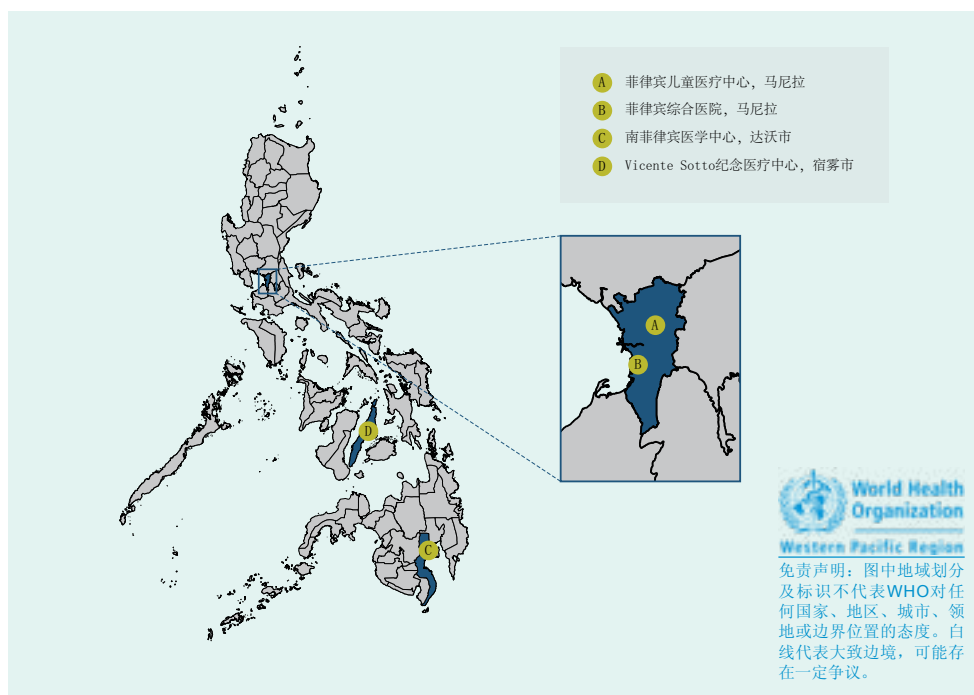 A 菲律宾儿童医疗中心，马尼拉
B 菲律宾综合医院，马尼拉
C 南菲律宾医学中心，达沃市
D Vicente Sotto纪念医疗中心，宿雾市
A
B
D
C
World Health
Organization
Western Pacific Region
免责声明：图中地域划分
及标识不代表WHO对任
何国家、地区、城市、领
地或边界位置的态度。白
线代表大致边境，可能存
在一定争议。